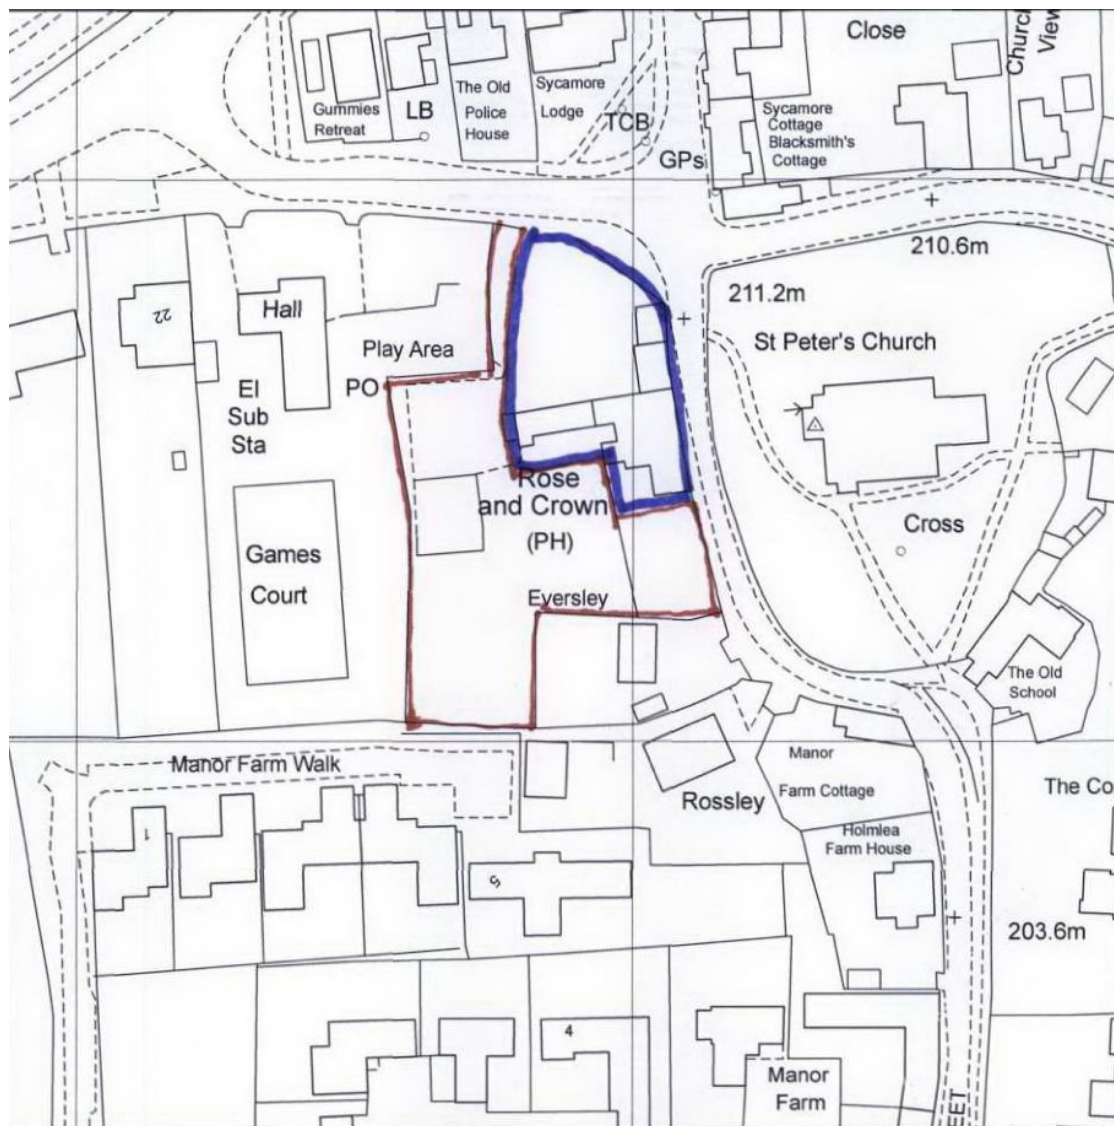 Close
Church
View
Gummies
Retreat
LB
The Old
Police
House
Sycamore
Lodge
TCB
GPs
Sycamore
Cottage
Blacksmith's
Cottage
210.6m
211.2m
22
Hall
Play Area
PO
El
Sub
Sta
St Peter's Church
Rose
and Crown
(PH)
Cross
Games
Court
Eversley
The Old
School
Manor Farm Walk
Manor
Farm Cottage
Rossley
The Co
Holmlea
Farm House
1
5
203.6m
4
Manor
Farm
EET